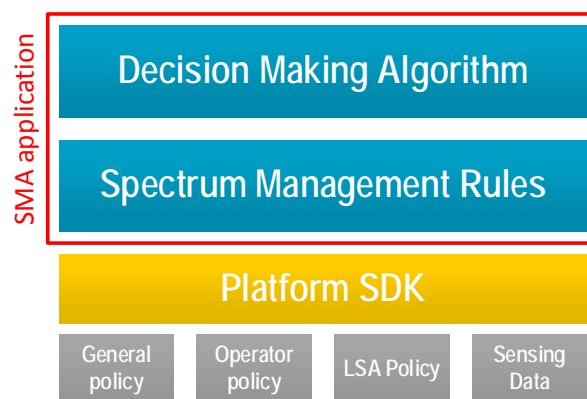 SMA application
Decision Making Algorithm
Spectrum Management Rules
Platform SDK
General
policy
Operator
policy
LSA Policy
Sensing
Data